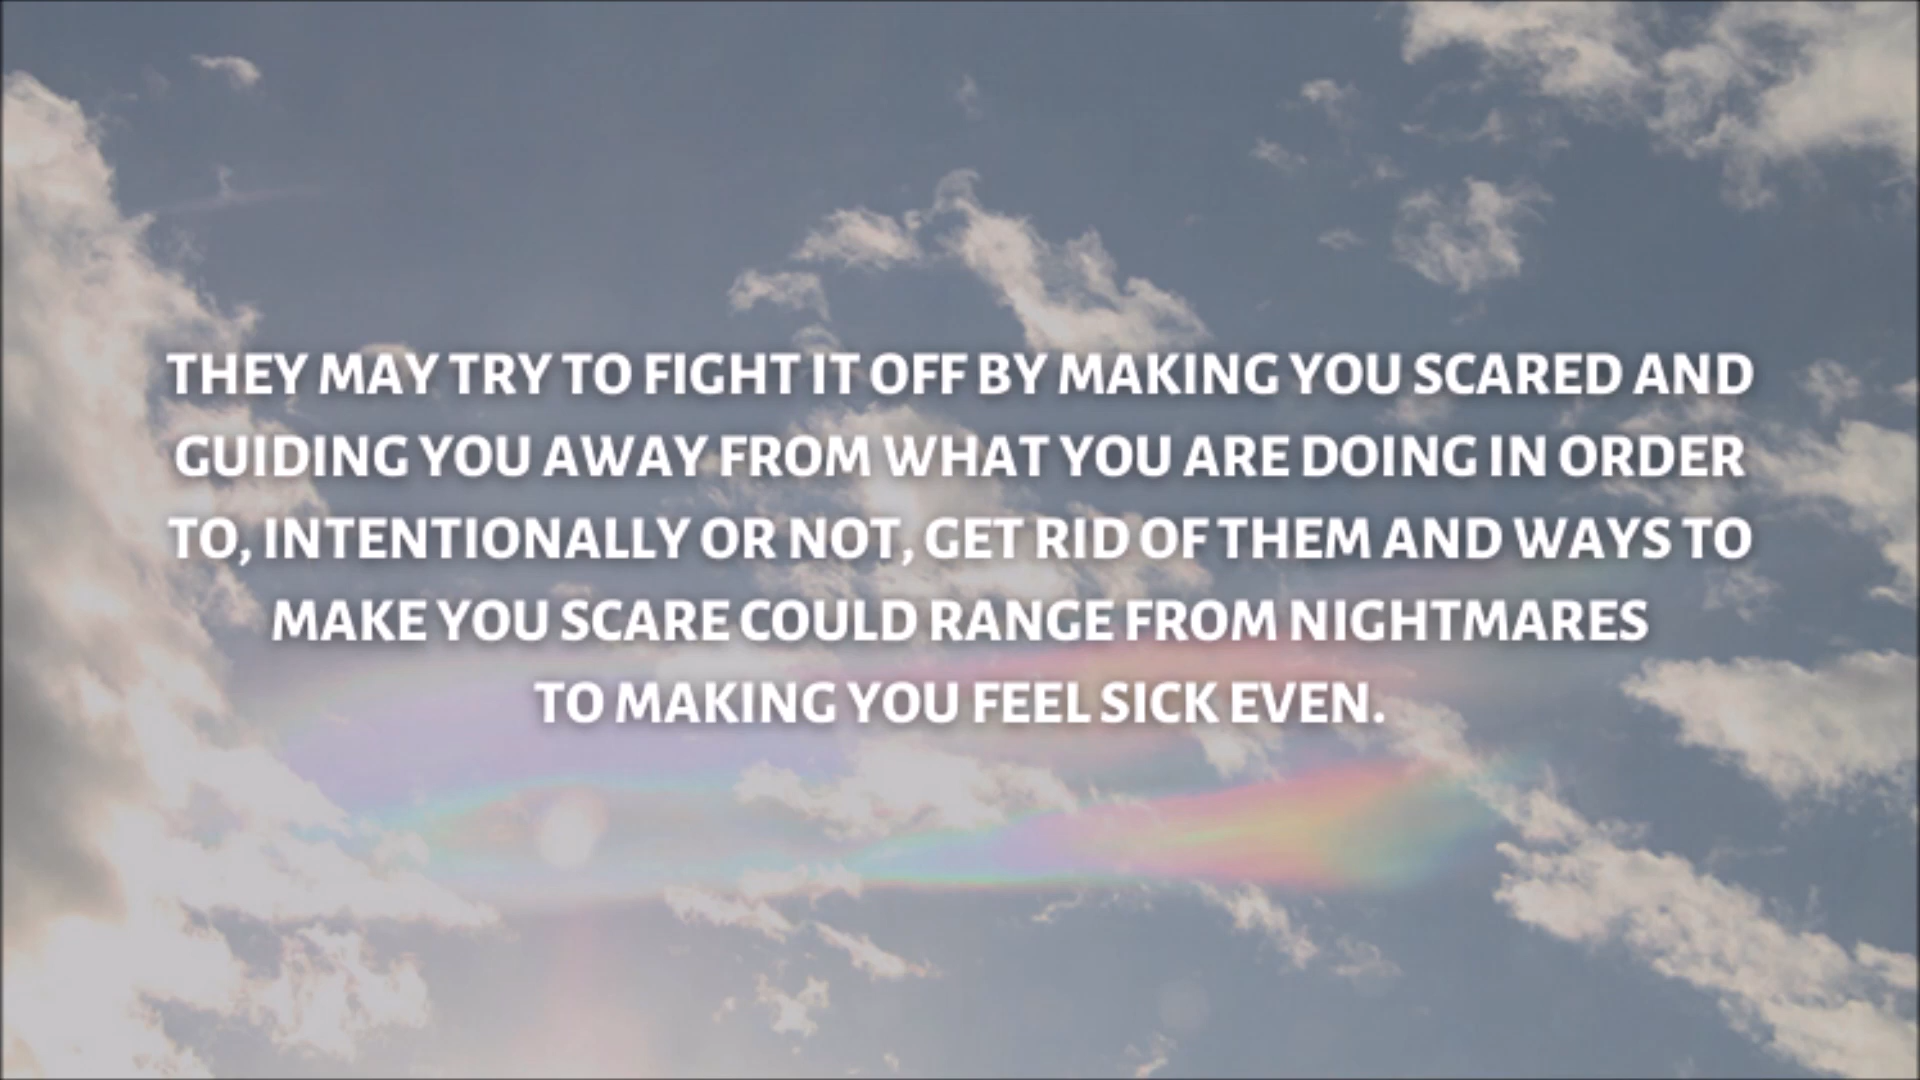 THEY MAY TRY TO FIGHT IT OFF BY MAKING YOU SCARED AND
GUIDING YOU AWAY FROM WHAT YOU ARE DOING IN ORDER
TO, INTENTIONALLY OR NOT, GET RID OF THEM AND WAYS TO
MAKE YOU SCARE COULD RANGE FROM NIGHTMARES
TO MAKING YOU FEEL SICK EVEN.